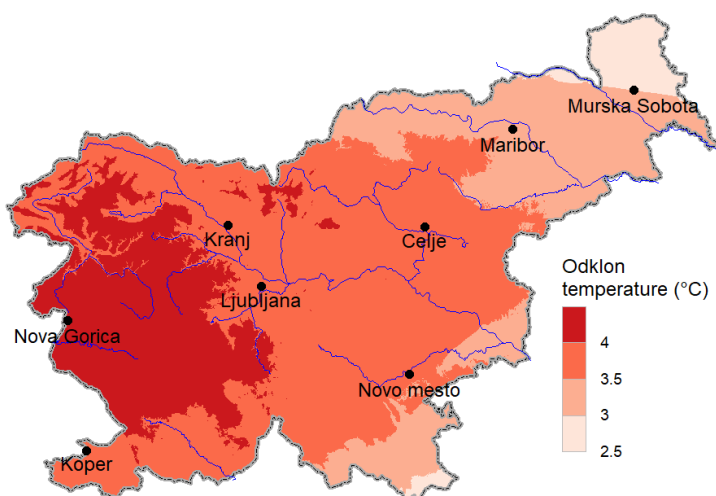 Murska Sobota
Maribor
Kranj
Celje
Odklon
temperature (°C)
Ljubljana
4
Nova Gorica
3.5
Novo mesto
3
2.5
Koper